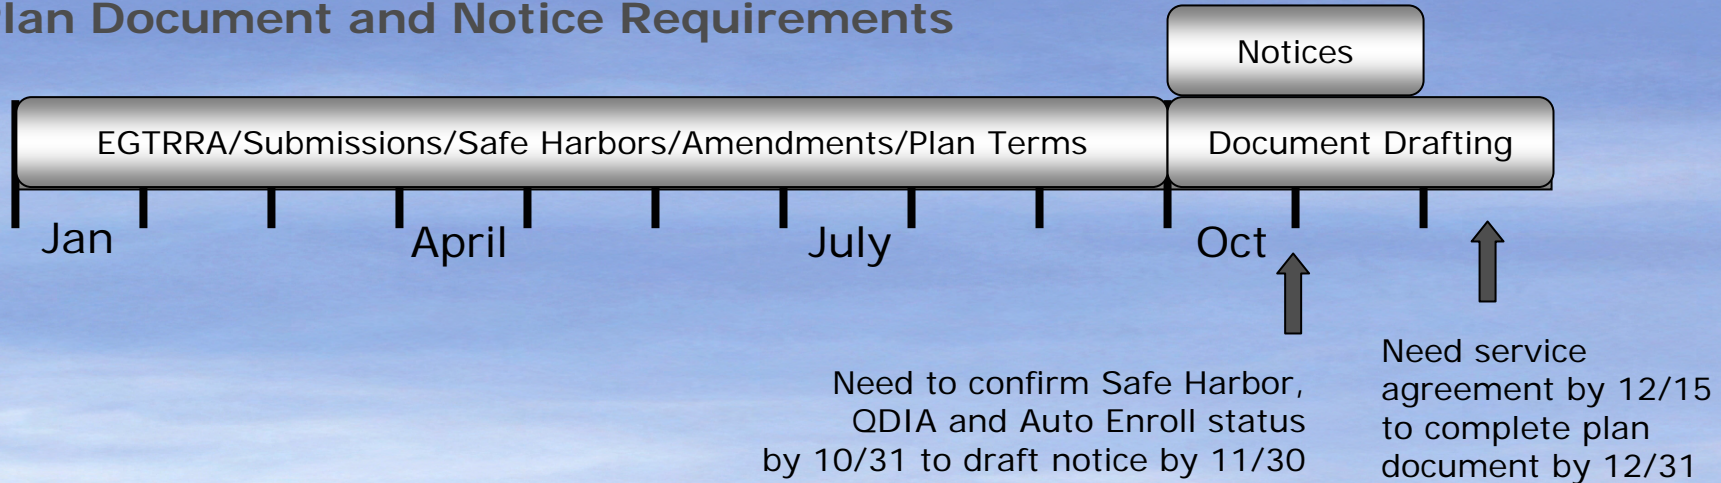 lan Document and Notice Requirements
Notices
EGTRRA/Submissions/Safe Harbors/Amendments/Plan Terms
Document Drafting
Jan
April
July
Oct
Need to confirm Safe Harbor,
QDIA and Auto Enroll status
by 10/31 to draft notice by 11/30
Need service
agreement by 12/15
to complete plan
document by 12/31